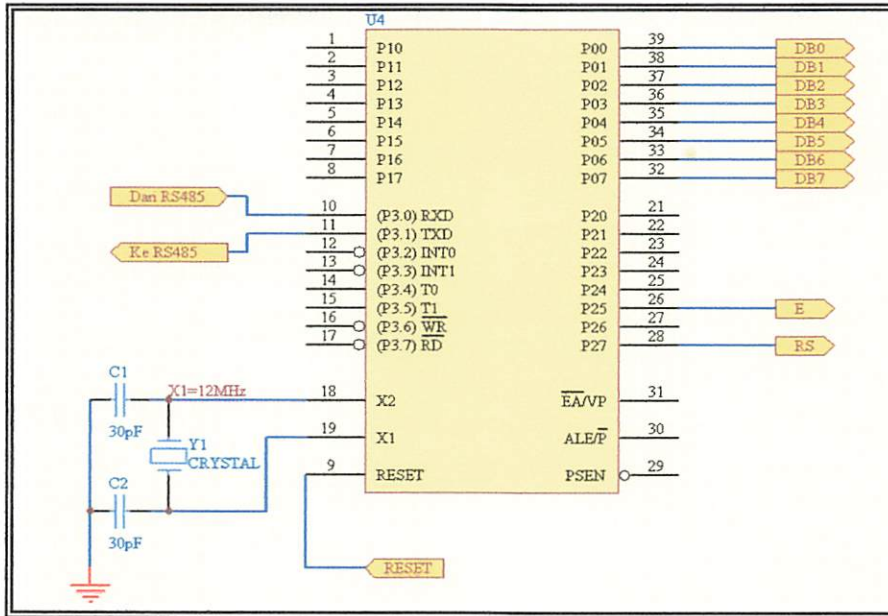 U4
1 P10 P00 39 DB0
2 P11 P01 38 DB1
3 P12 P02 37 DB2
4 P13 P03 36 DB3
5 P14 P04 35 DB4
6 P15 P05 34 DB5
7 P16 P06 33 DB6
8 P17 P07 32 DB7
Dari RS485
10 (P3.0) RXD P20 21
11 (P3.1) TXD P21 22
Ke RS485
12 (P3.2) INT0 P22 23
13 (P3.3) INT1 P23 24
14 (P3.4) T0 P24 25
15 (P3.5) T1 P25 26 E
16 (P3.6) WR P26 27
17 (P3.7) RD P27 28 RS
C1
X1=12MHz
18 X2 EA/VP 31
30pF
19 X1 ALE/P 30
Y1
CRYSTAL
9 RESET PSEN 29
C2
30pF
RESET